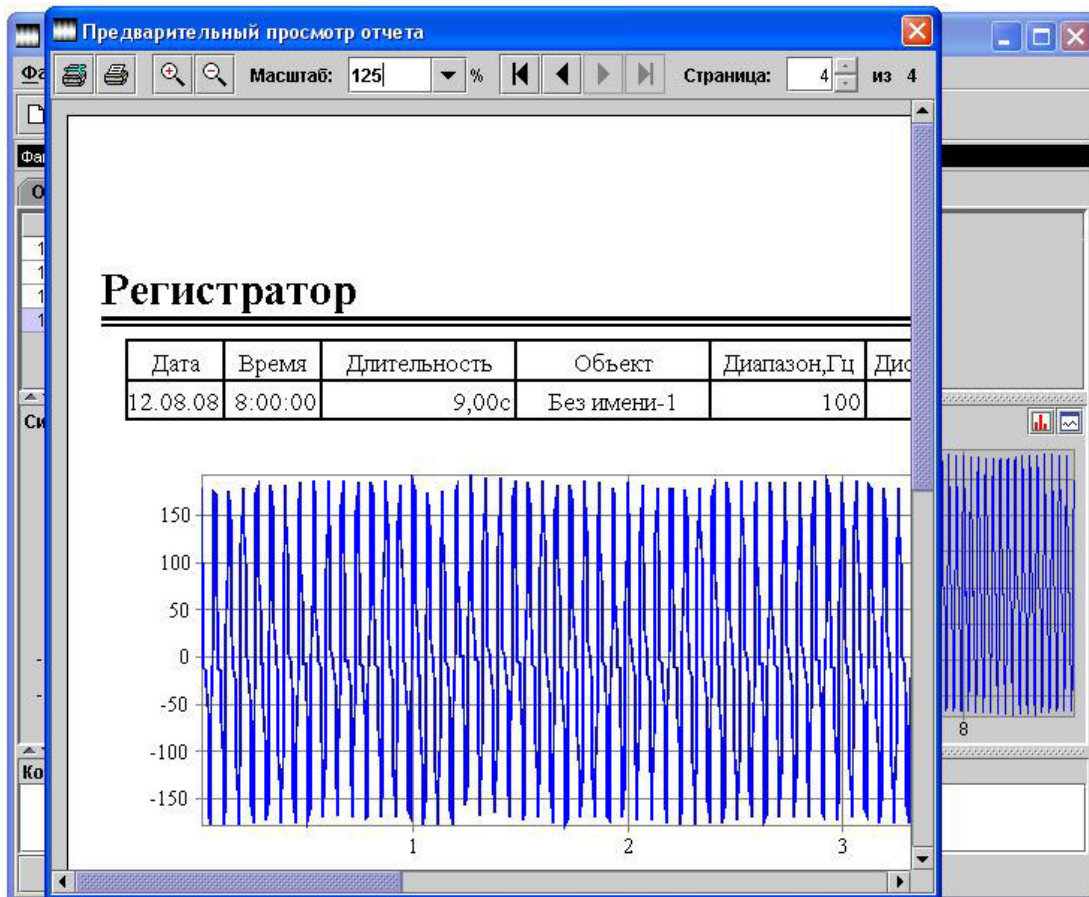 Предварительный просмотр отчета
Масштаб: 125 % Страница: 4 из 4
Регистратор
Дата Время Длительность Объект Диапазон,Гц
12.08.08 8:00:00 9,00с Без имени-1 100
150
100
50
0
-50
-100
-150
1 2 3
8